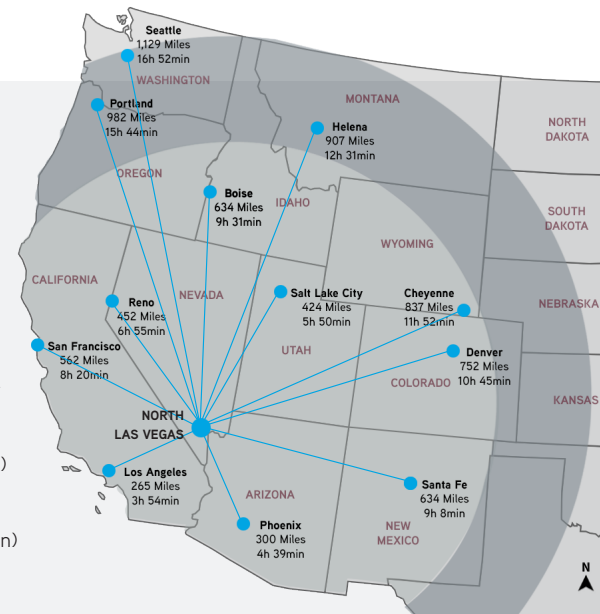 Seattle
1,129 Miles
16h 52min
WASHINGTON
Portland
982 Miles
15h 44min
MONTANA
NORTH
DAKOTA
Helena
907 Miles
12h 31min
OREGON
Boise
634 Miles
9h 31min
IDAHO
SOUTH
DAKOTA
WYOMING
CALIFORNIA
NEVADA
Reno
452 Miles
6h 55min
Salt Lake City
424 Miles
5h 50min
Cheyenne
837 Miles
11h 52min
NEBRASKA
San Francisco
562 Miles
8h 20min
UTAH
Denver
752 Miles
10h 45min
COLORADO
KANSAS
NORTH
LAS VEGAS
)
Los Angeles
265 Miles
3h 54min
ARIZONA
Santa Fe
634 Miles
9h 8min
Phoenix
300 Miles
4h 39min
NEW
MEXICO
n)
N